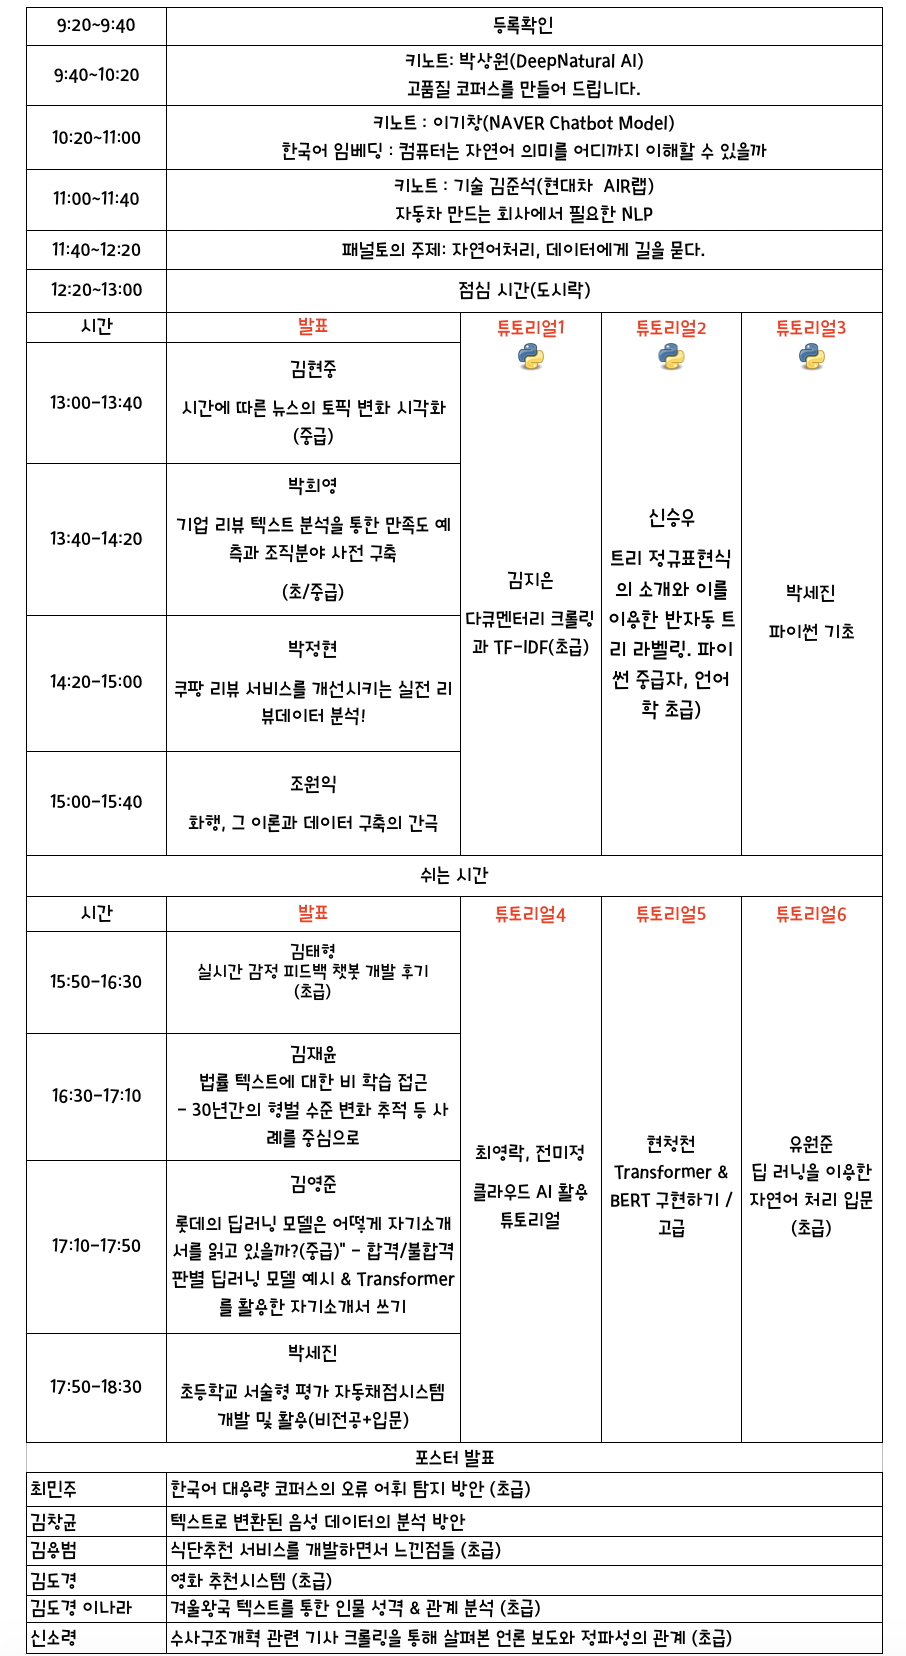 9:20~9:40
등록확인
9:40~10:20
키노트: 박상원(DeepNatural AI)
고품질 코퍼스를 만들어 드립니다.
10:20~11:00
키노트 : 이기창(NAVER Chatbot Model)
한국어 임베딩 : 컴퓨터는 자연어 의미를 어디까지 이해할 수 있을까
11:00~11:40
키노트 : 기술 김준석(현대차 AIR랩)
자동차 만드는 회사에서 필요한 NLP
11:40~12:20
패널토의 주제: 자연어처리, 데이터에게 길을 묻다.
12:20~13:00
점심 시간(도시락)
시간
발표
튜토리얼1
튜토리얼2
튜토리얼3
13:00-13:40
김현중
시간에 따른 뉴스의 토픽 변화 시각화
(중급)
13:40-14:20
박희영
기업 리뷰 텍스트 분석을 통한 만족도 예
측과 조직분야 사전 구축
(초/중급)
14:20-15:00
박정현
쿠팡 리뷰 서비스를 개선시키는 실전 리
뷰데이터 분석!
15:00-15:40
조원익
화행, 그 이론과 데이터 구축의 간극
김지은
다큐멘터리 크롤링
과 TF-IDF(초급)
신승우
트리 정규표현식
의 소개와 이를
이용한 반자동 트
리 라벨링. 파이
썬 중급자, 언어
학 초급)
박세진
파이썬 기초
쉬는 시간
시간
발표
튜토리얼4
튜토리얼5
튜토리얼6
15:50-16:30
김태형
실시간 감정 피드백 챗봇 개발 후기
(초급)
16:30-17:10
김재윤
법률 텍스트에 대한 비 학습 접근
- 30년간의 형벌 수준 변화 추적 등 사
례를 중심으로
17:10-17:50
김영준
롯데의 딥러닝 모델은 어떻게 자기소개
서를 읽고 있을까?(중급)" - 합격/불합격
판별 딥러닝 모델 예시 & Transformer
를 활용한 자기소개서 쓰기
17:50-18:30
박세진
초등학교 서술형 평가 자동채점시스템
개발 및 활용(비전공+입문)
최영락, 전미정
클라우드 AI 활용
튜토리얼
현청천
Transformer &
BERT 구현하기 /
고급
유원준
딥 러닝을 이용한
자연어 처리 입문
(초급)
포스터 발표
최민주
한국어 대용량 코퍼스의 오류 어휘 탐지 방안 (초급)
김창균
텍스트로 변환된 음성 데이터의 분석 방안
김용범
식단추천 서비스를 개발하면서 느낀점들 (초급)
김도경
영화 추천시스템 (초급)
김도경 이나라
겨울왕국 텍스트를 통한 인물 성격 & 관계 분석 (초급)
신소령
수사구조개혁 관련 기사 크롤링을 통해 살펴본 언론 보도와 정파성의 관계 (초급)